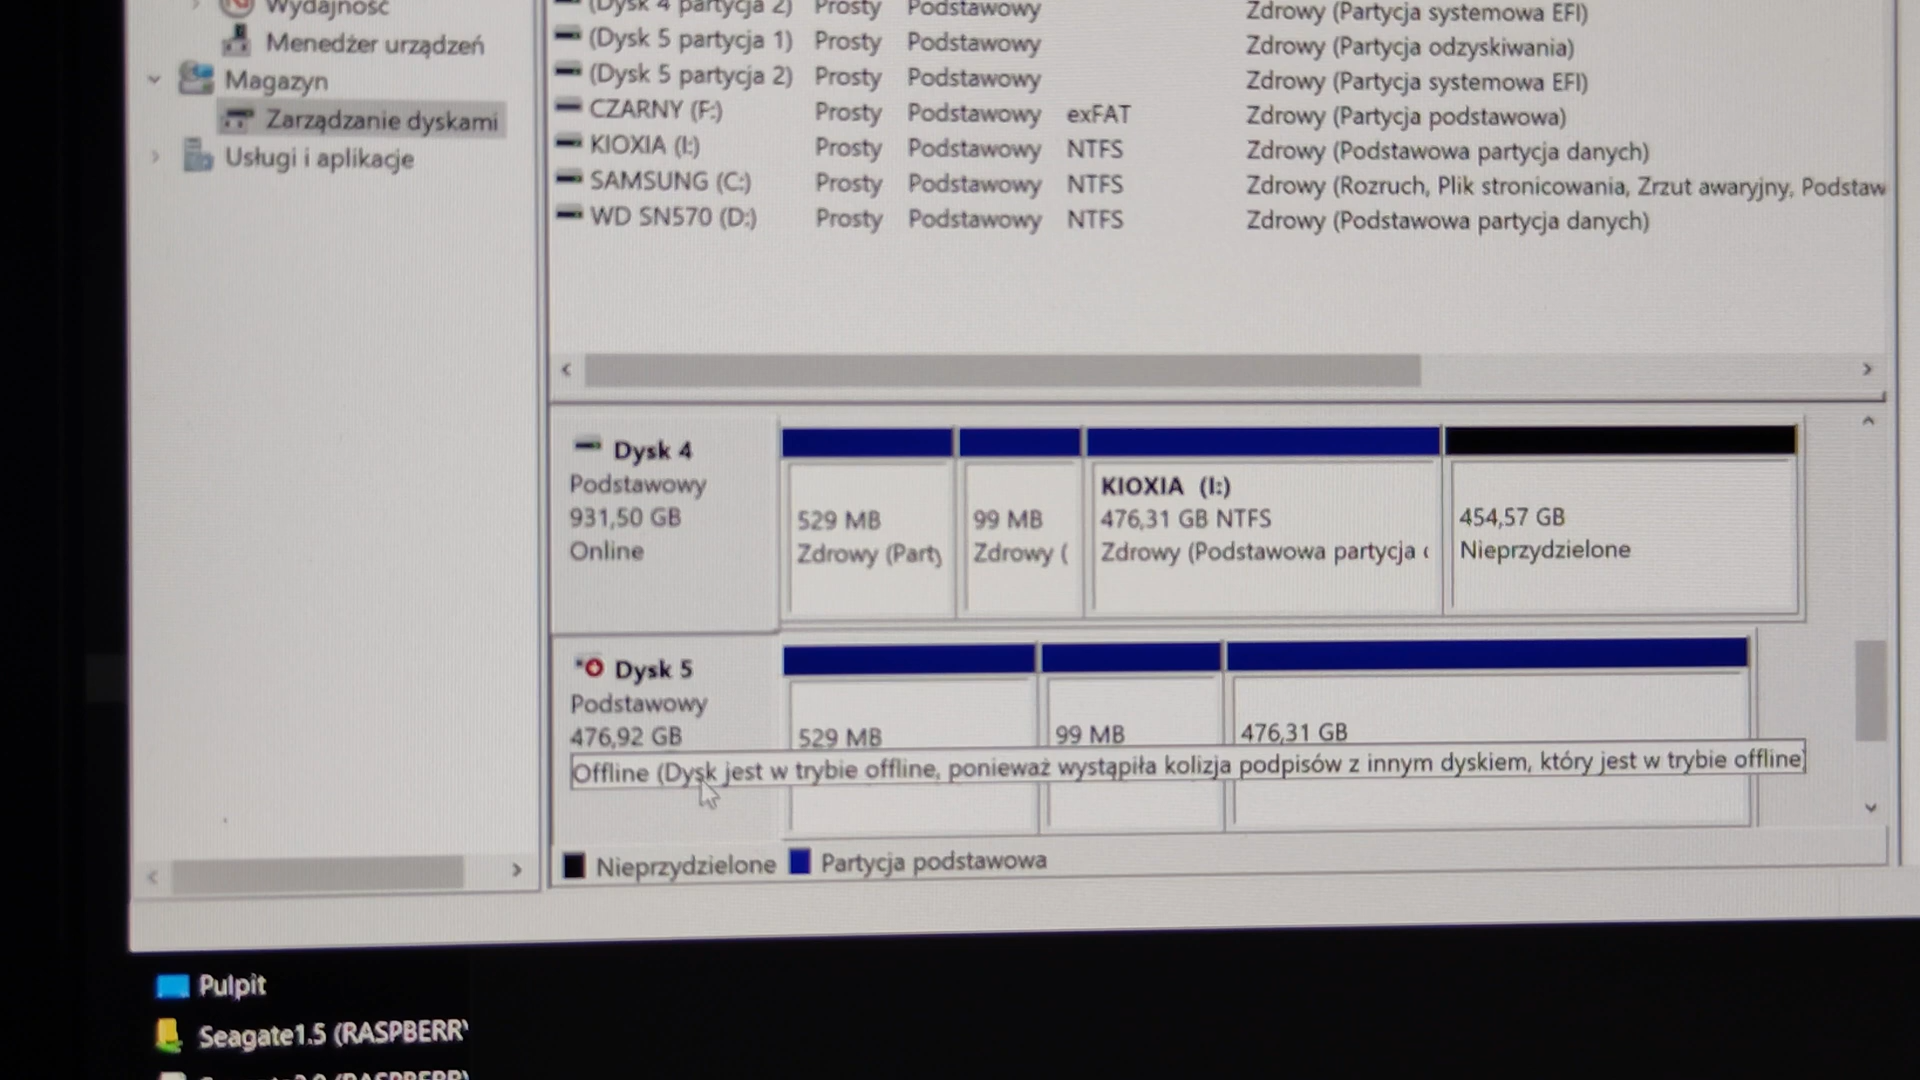 Wydajność
(Dysk 4 partycja 2) Prosty Podstawowy Zdrowy (Partycja systemowa EFI)
Menedżer urządzeń
(Dysk 5 partycja 1) Prosty Podstawowy Zdrowy (Partycja odzyskiwania)
Magazyn
(Dysk 5 partycja 2) Prosty Podstawowy Zdrowy (Partycja systemowa EFI)
Zarządzanie dyskami
CZARNY (F:) Prosty Podstawowy exFAT Zdrowy (Partycja podstawowa)
Usługi i aplikacje
KIOXIA (I:) Prosty Podstawowy NTFS Zdrowy (Podstawowa partycja danych)
SAMSUNG (C:) Prosty Podstawowy NTFS Zdrowy (Rozruch, Plik stronicowania, Zrzut awaryjny, Podstaw
WD SN570 (D:) Prosty Podstawowy NTFS Zdrowy (Podstawowa partycja danych)
Dysk 4
Podstawowy
931,50 GB
Online
529 MB
Zdrowy (Party
99 MB
Zdrowy (
KIOXIA (I:)
476,31 GB NTFS
Zdrowy (Podstawowa partycja
454,57 GB
Nieprzydzielone
Dysk 5
Podstawowy
476,92 GB
529 MB
99 MB
476,31 GB
Offline (Dysk jest w trybie offline, ponieważ wystąpiła kolizja podpisów z innym dyskiem, który jest w trybie offline)
Nieprzydzielone Partycja podstawowa
Pulpit
Seagate1.5 (RASPBERRY